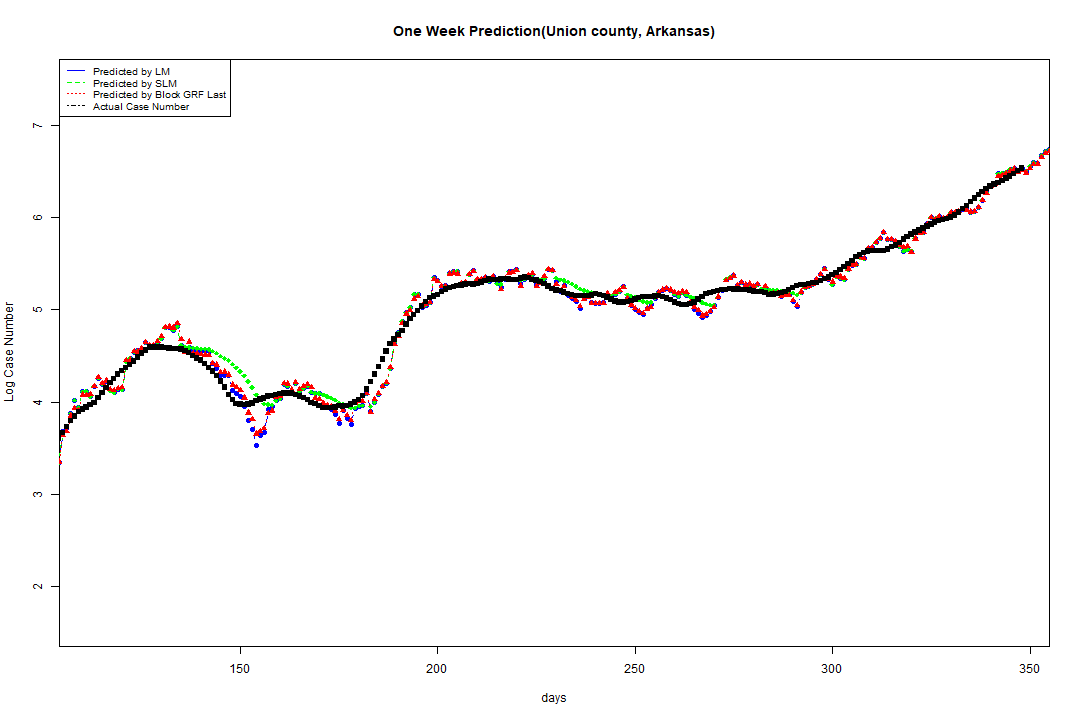 One Week Prediction(Union county, Arkansas)
Predicted by LM
Predicted by SLM
Predicted by Block GRF Last
Actual Case Number
Log Case Number
7
6
5
4
3
2
150 200 250 300 350
days